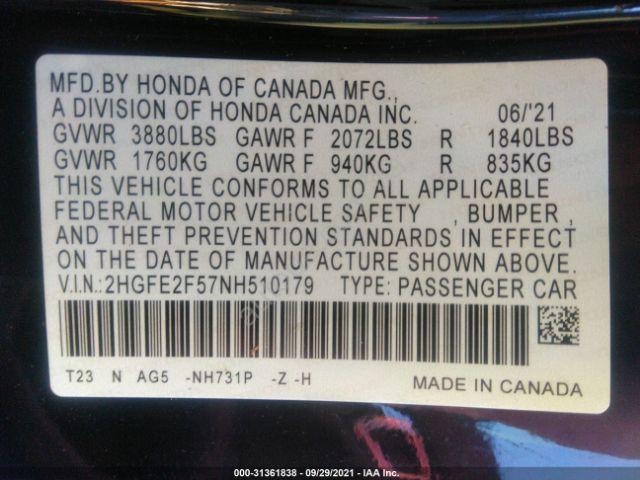 MFD.BY HONDA OF CANADA MFG.,
A DIVISION OF HONDA CANADA INC. 06/'21
GVWR 3880LBS GAWR F 2072LBS R 1840LBS
GVWR 1760KG GAWR F 940KG R 835KG
THIS VEHICLE CONFORMS TO ALL APPLICABLE
FEDERAL MOTOR VEHICLE SAFETY , BUMPER ,
AND THEFT PREVENTION STANDARDS IN EFFECT
ON THE DATE OF MANUFACTURE SHOWN ABOVE.
V.I.N.:2HGFE2F57NH510179 TYPE: PASSENGER CAR
T23 N AG5 -NH731P -Z -H MADE IN CANADA
000-31361838 - 09/29/2021 - IAA Inc.